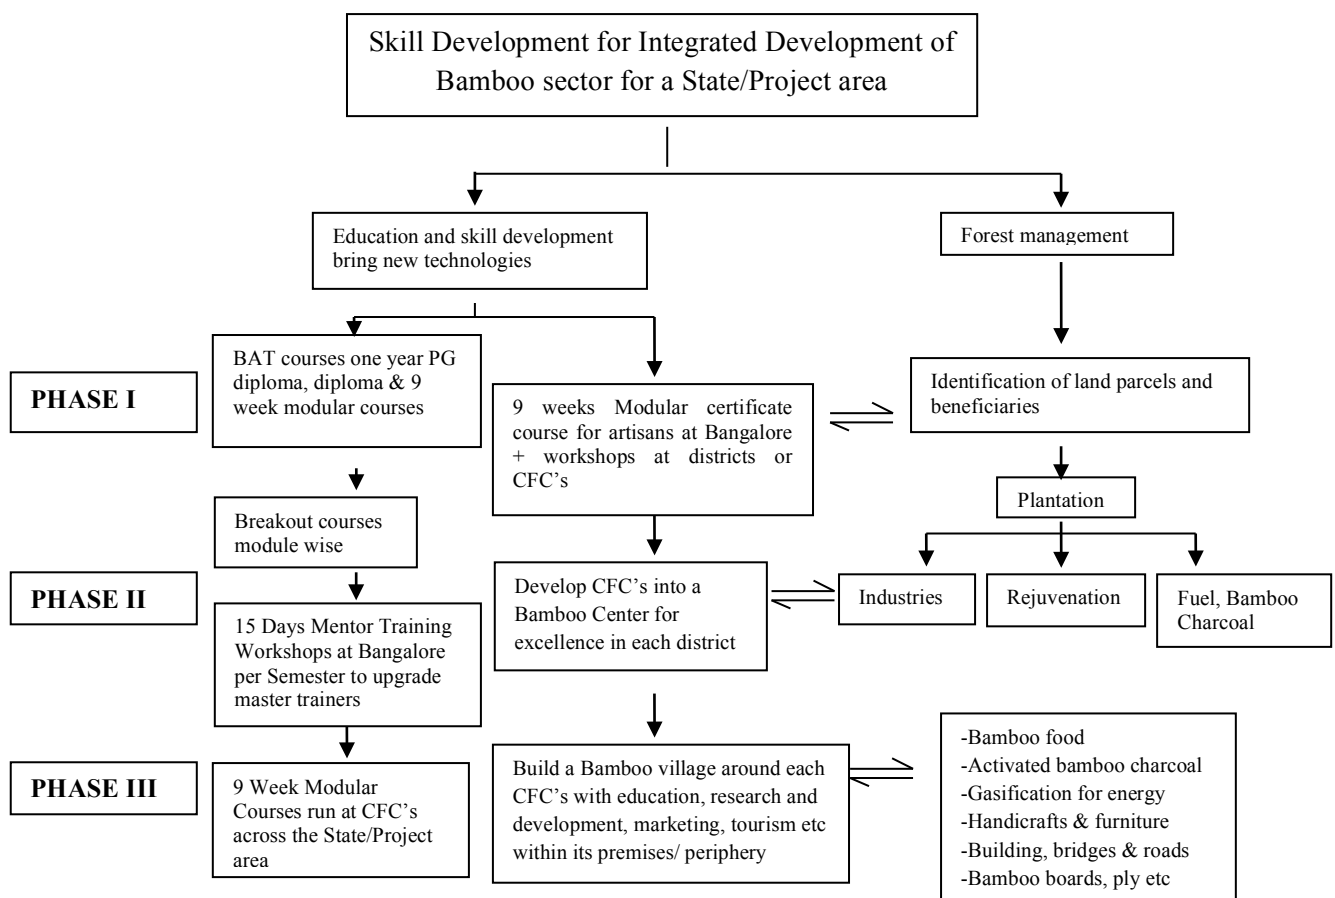 Skill Development for Integrated Development of
Bamboo sector for a State/Project area
Education and skill development
bring new technologies
Forest management
PHASE I
BAT courses one year PG
diploma, diploma & 9
week modular courses
9 weeks Modular certificate
course for artisans at Bangalore
+ workshops at districts or
CFC's
Identification of land parcels and
beneficiaries
Breakout courses
module wise
Plantation
PHASE II
15 Days Mentor Training
Workshops at Bangalore
per Semester to upgrade
master trainers
Develop CFC's into a
Bamboo Center for
excellence in each district
Industries
Rejuvenation
Fuel, Bamboo
Charcoal
PHASE III
9 Week Modular
Courses run at CFC's
across the State/Project
area
Build a Bamboo village around each
CFC's with education, research and
development, marketing, tourism etc
within its premises/ periphery
-Bamboo food
-Activated bamboo charcoal
-Gasification for energy
-Handicrafts & furniture
-Building, bridges & roads
-Bamboo boards, ply etc